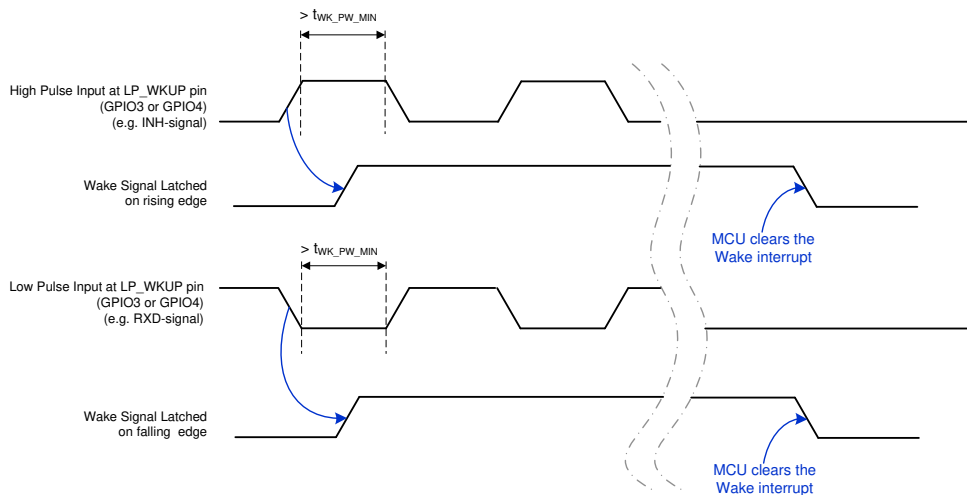 > tWK_PW_MIN
High Pulse Input at LP_WKUP pin
(GPIO3 or GPIO4)
(e.g. INH-signal)
Wake Signal Latched
on rising edge
MCU clears the
Wake interrupt
> tWK_PW_MIN
Low Pulse Input at LP_WKUP pin
(GPIO3 or GPIO4)
(e.g. RXD-signal)
Wake Signal Latched
on falling edge
MCU clears the
Wake interrupt